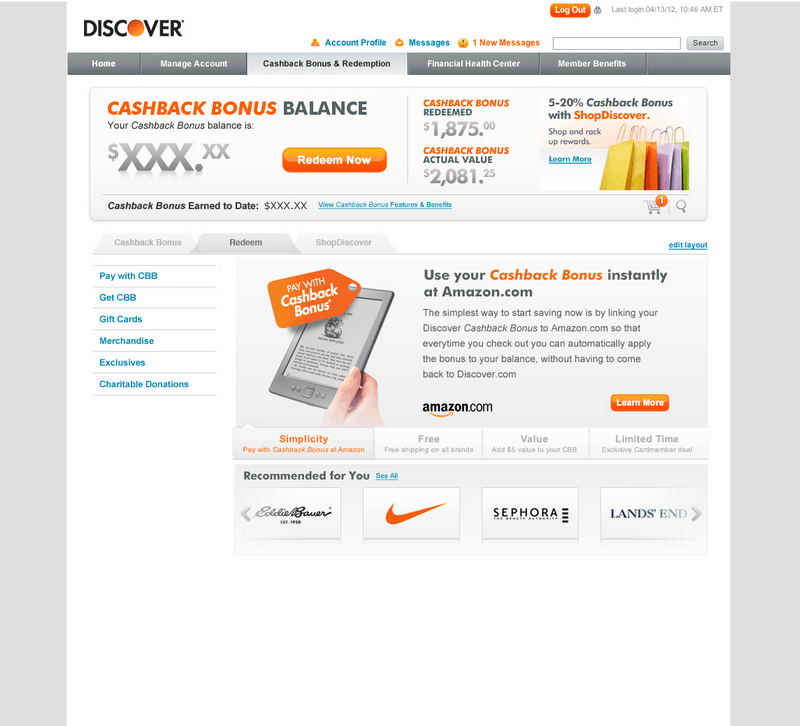 Log Out
Last login 04/13/12, 10:46 AM ET
DISCOVER
Account Profile
Messages
1 New Messages
Search
Home
Manage Account
Cashback Bonus & Redemption
Financial Health Center
Member Benefits
CASHBACK BONUS BALANCE
Your Cashback Bonus balance is:
$XXX.XX
Redeem Now
CASHBACK BONUS
REDEEMED
$1,875.00
CASHBACK BONUS
ACTUAL VALUE
$2,081.25
5-20% Cashback Bonus
with ShopDiscover.
Shop and rack
up rewards.
Learn More
Cashback Bonus Earned to Date: $XXX.XX
View Cashback Bonus Features & Benefits
1
Cashback Bonus
Redeem
ShopDiscover
edit layout
Pay with CBB
Get CBB
Gift Cards
Merchandise
Exclusives
Charitable Donations
PAY WITH
Cashback
Bonus
Use your Cashback Bonus instantly
at Amazon.com
The simplest way to start saving now is by linking your
Discover Cashback Bonus to Amazon.com so that
everytime you check out you can automatically apply
the bonus to your balance, without having to come
back to Discover.com
amazon.com
Learn More
Simplicity
Pay with Cashback Bonus at Amazon
Free
Free shipping on all brands
Value
Add $5 value to your CBB
Limited Time
Exclusive Cardmember deal
Recommended for You
See All
Eddie Bauer
EST. 1920
SEPHORA
THE BEAUTY AUTHORITY
LANDS' END